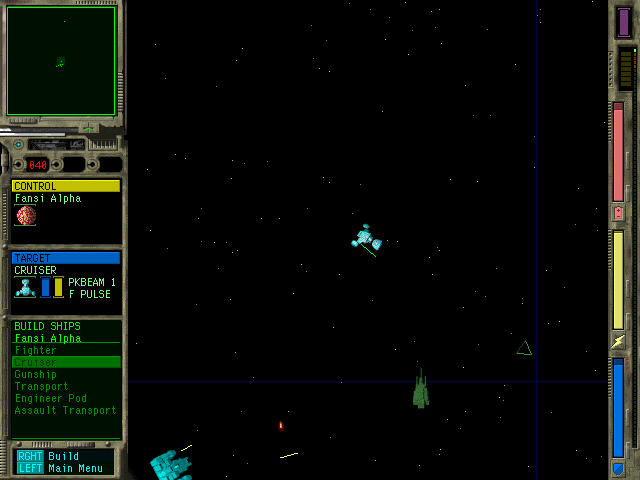 040
CONTROL
Fansi Alpha
TARGET
CRUISER
PKBEAM 1
F PULSE
BUILD SHIPS
Fansi Alpha
Fighter
Cruiser
Gunship
Transport
Engineer Pod
Assault Transport
RGHT Build
LEFT Main Menu